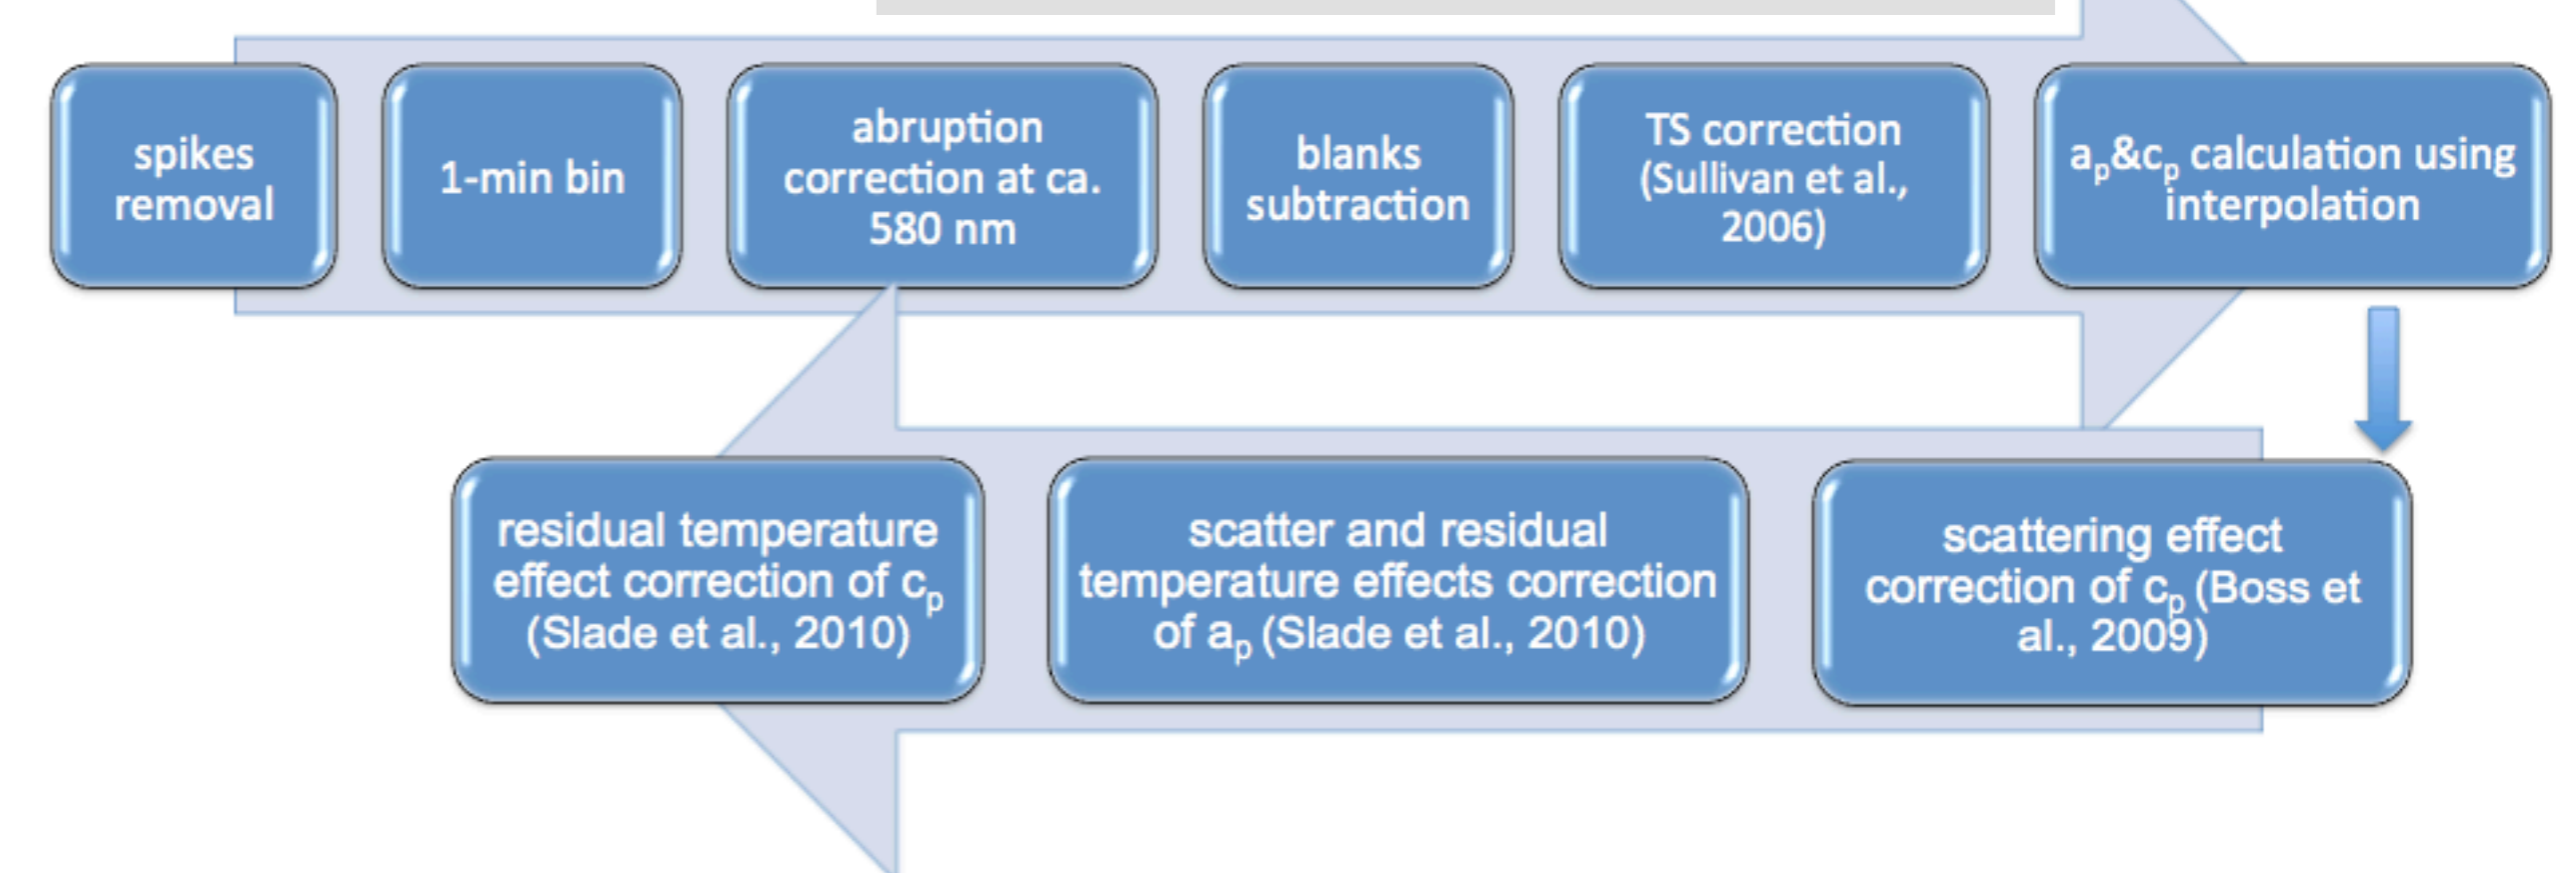 spikes
removal
1-min bin
abruption
correction at ca.
580 nm
blanks
subtraction
TS correction
(Sullivan et al.,
2006)
aₚ&cₚ calculation using
interpolation
scattering effect
correction of cₚ (Boss et
al., 2009)
scatter and residual
temperature effects correction
of aₚ (Slade et al., 2010)
residual temperature
effect correction of cₚ
(Slade et al., 2010)